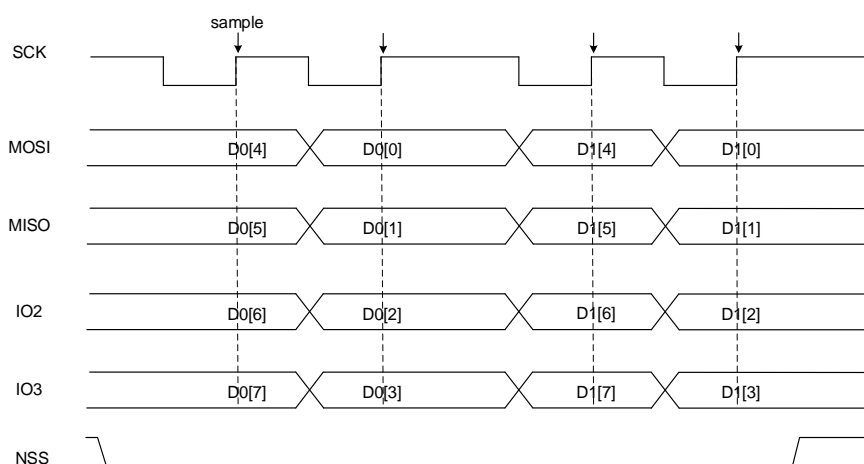 sample
SCK
MOSI D0[4] D0[0] D1[4] D1[0]
MISO D0[5] D0[1] D1[5] D1[1]
IO2 D0[6] D0[2] D1[6] D1[2]
IO3 D0[7] D0[3] D1[7] D1[3]
NSS